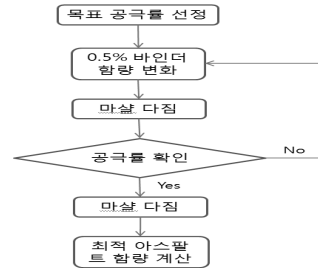 목표 공극률 선정
0.5% 바인더
함량 변화
마샬 다짐
공극률 확인
No
Yes
마샬 다짐
최적 아스팔
트 함량 계산